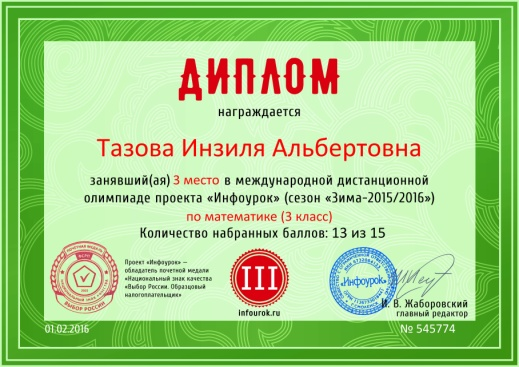 ДИПЛОМ
награждается
Тазова Инзиля Альбертовна
занявший(ая) 3 место в международной дистанционной
олимпиаде проекта «Инфоурок» (сезон «Зима-2015/2016»)
по математике (3 класс)
Количество набранных баллов: 13 из 15
ВЫБОР РОССИИ
Проект «Инфоурок» —
обладатель почетной медали
«Национальный знак качества
«Выбор России. Образцовый
налогоплательщик»
III
infourok.ru
«Инфоурок»
И. В. Жаборовский
главный редактор
01.02.2016
№ 545774